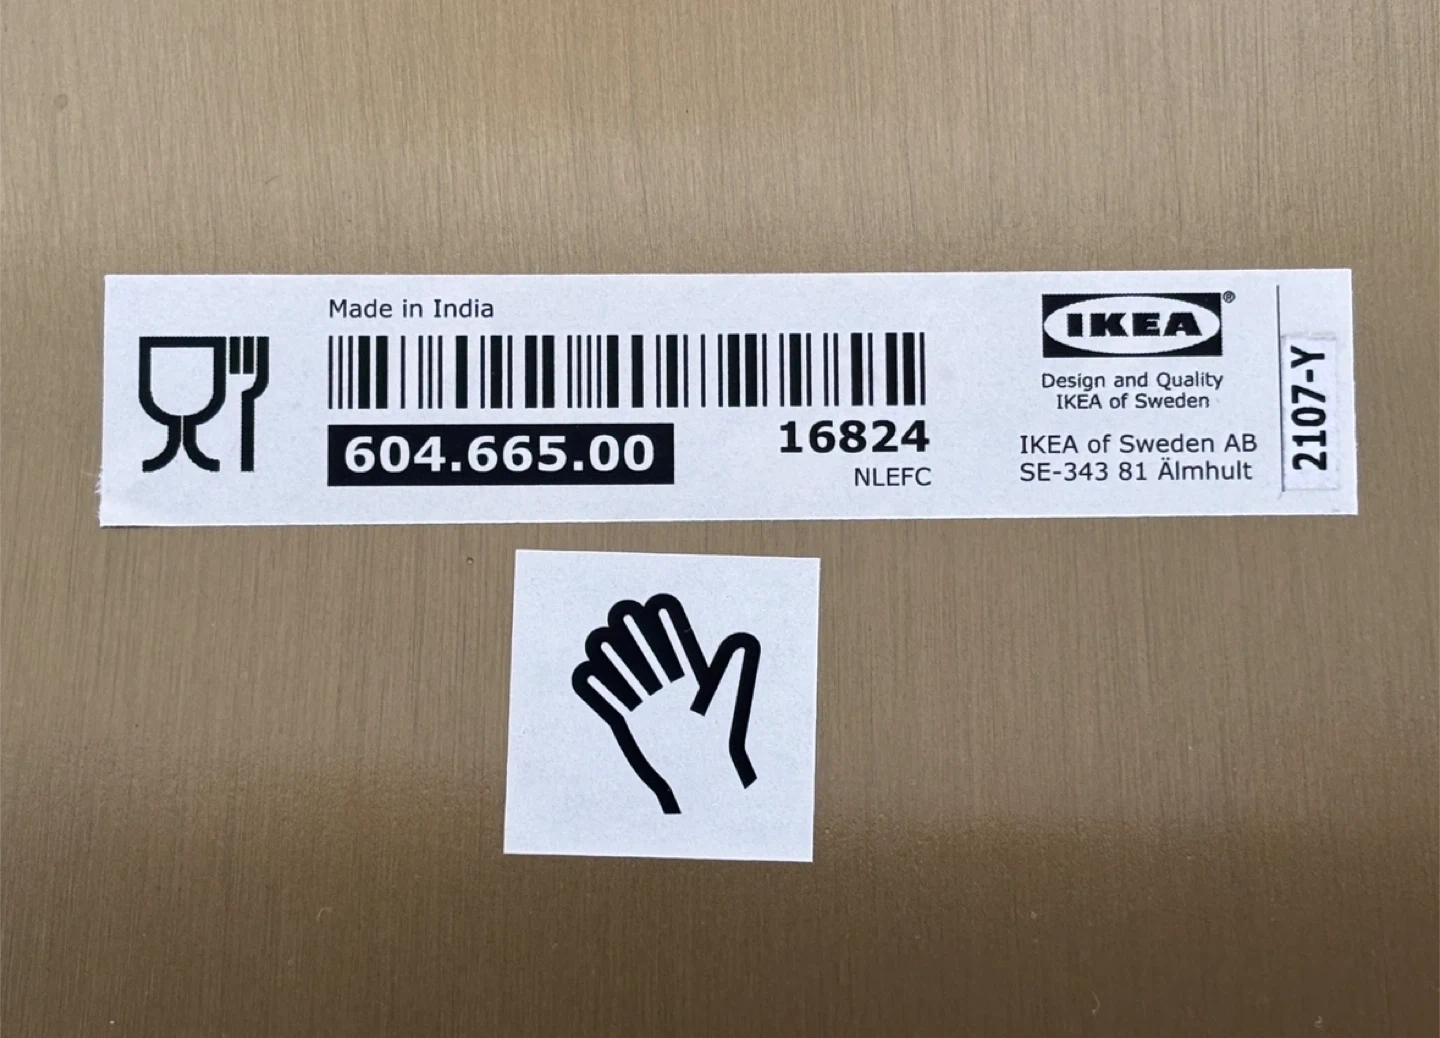 Made in India
604.665.00
16824
NLEFC
IKEA®
Design and Quality
IKEA of Sweden
IKEA of Sweden AB
SE-343 81 Älmhult
2107-Y